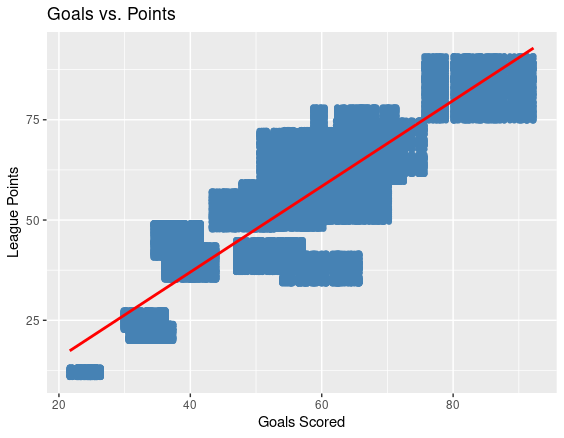 Goals vs. Points
75
50
25
20 40 60 80
Goals Scored
League Points